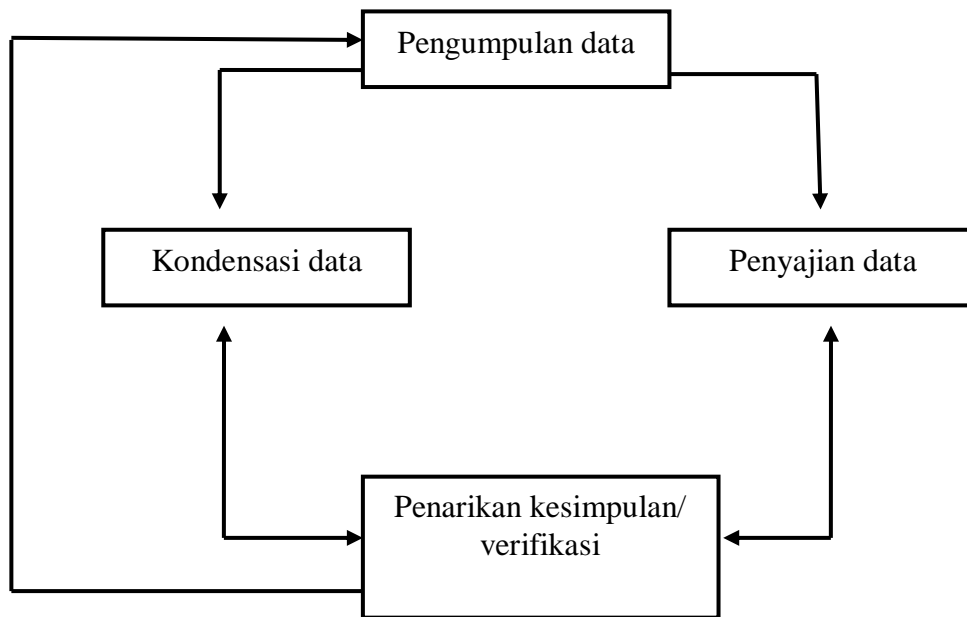 Pengumpulan data
Kondensasi data
Penyajian data
Penarikan kesimpulan/
verifikasi